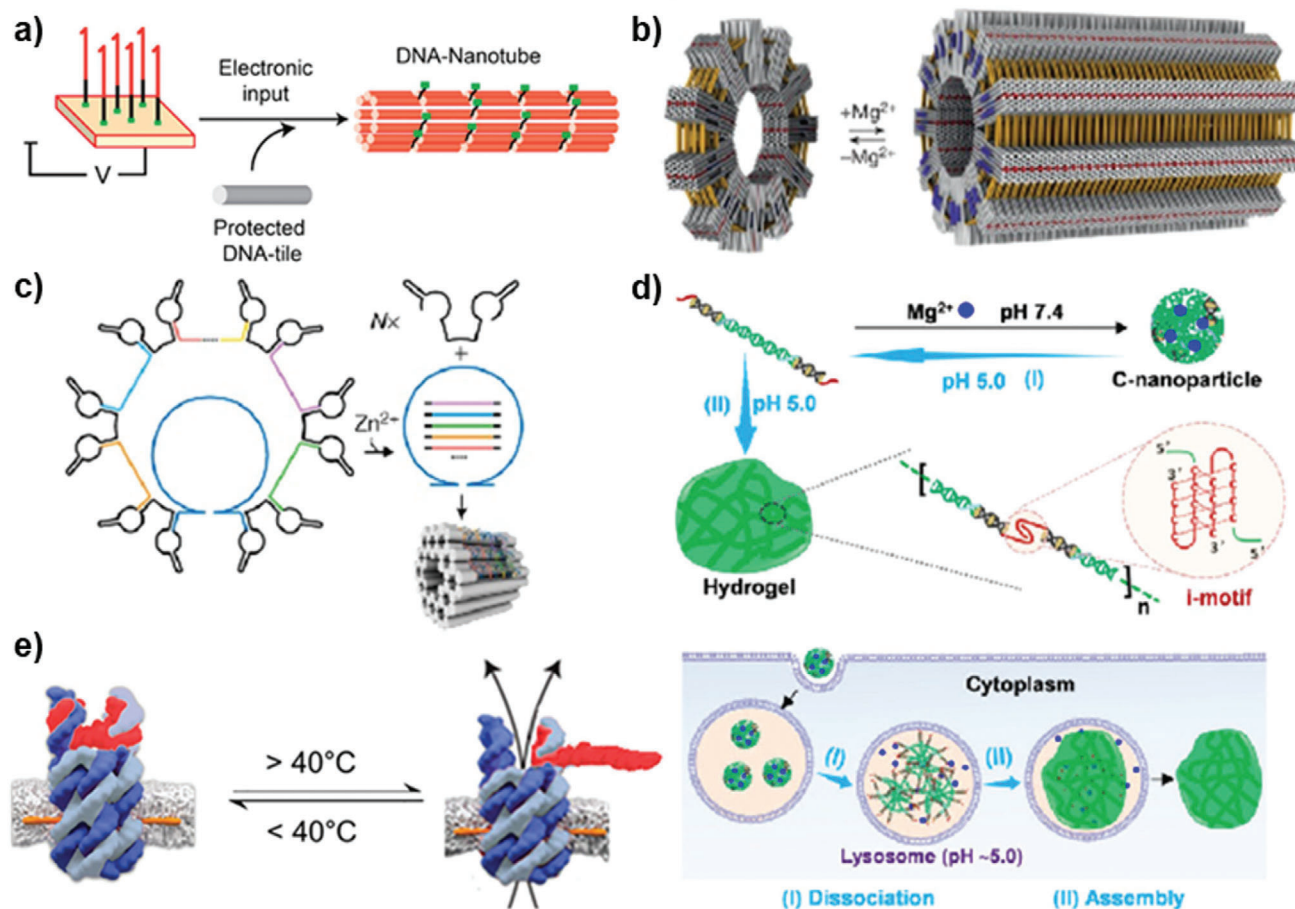 a)
Electronic
input
DNA-Nanotube
V
Protected
DNA-tile
b)
+Mg²⁺
–Mg²⁺
c)
N×
+
Zn²⁺
d)
Mg²⁺ pH 7.4
pH 5.0 (I)
C-nanoparticle
(II) pH 5.0
Hydrogel
[ ]
n
5'
3'
3'
5'
i-motif
Cytoplasm
(I)
(II)
Lysosome (pH ~5.0)
(I) Dissociation
(II) Assembly
e)
> 40°C
< 40°C